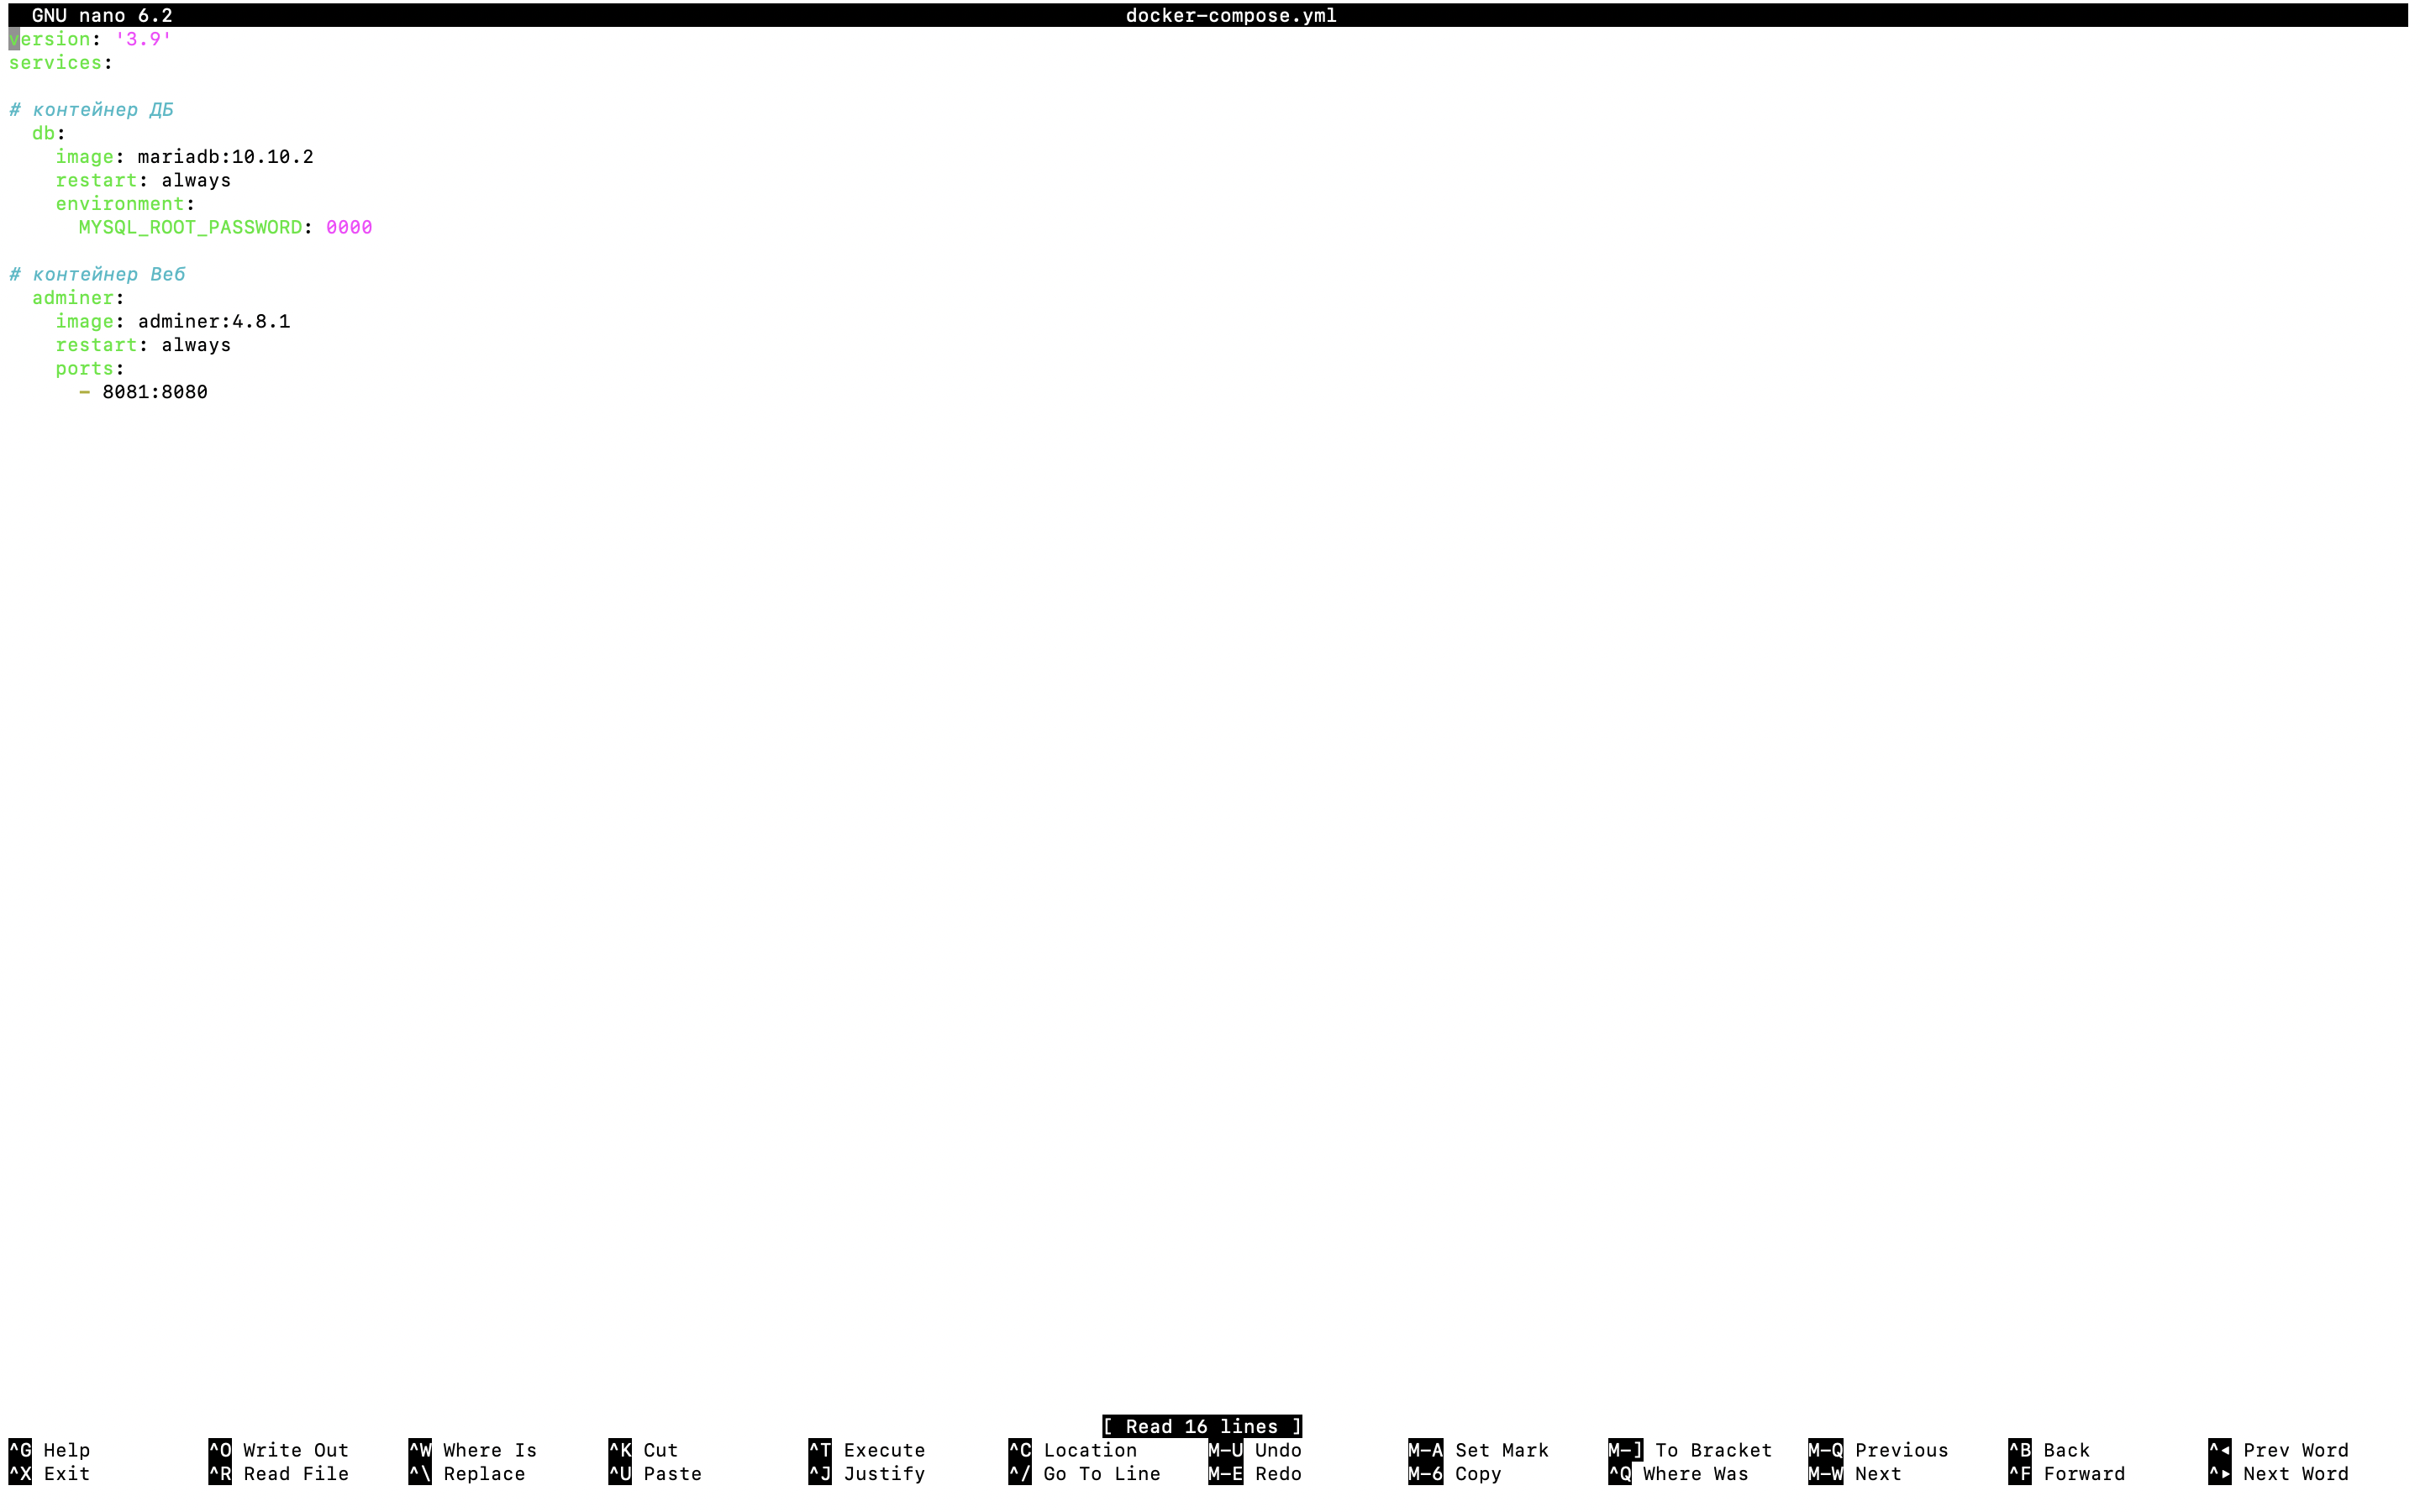 GNU nano 6.2 docker-compose.yml
version: '3.9'
services:
# контейнер ДБ
db:
image: mariadb:10.10.2
restart: always
environment:
MYSQL_ROOT_PASSWORD: 0000
# контейнер Веб
adminer:
image: adminer:4.8.1
restart: always
ports:
- 8081:8080
[ Read 16 lines ]
^G Help ^O Write Out ^W Where Is ^K Cut ^T Execute ^C Location M-U Undo M-A Set Mark M-] To Bracket M-Q Previous ^B Back ^◂ Prev Word
^X Exit ^R Read File ^\ Replace ^U Paste ^J Justify ^/ Go To Line M-E Redo M-6 Copy ^Q Where Was M-W Next ^F Forward ^▸ Next Word